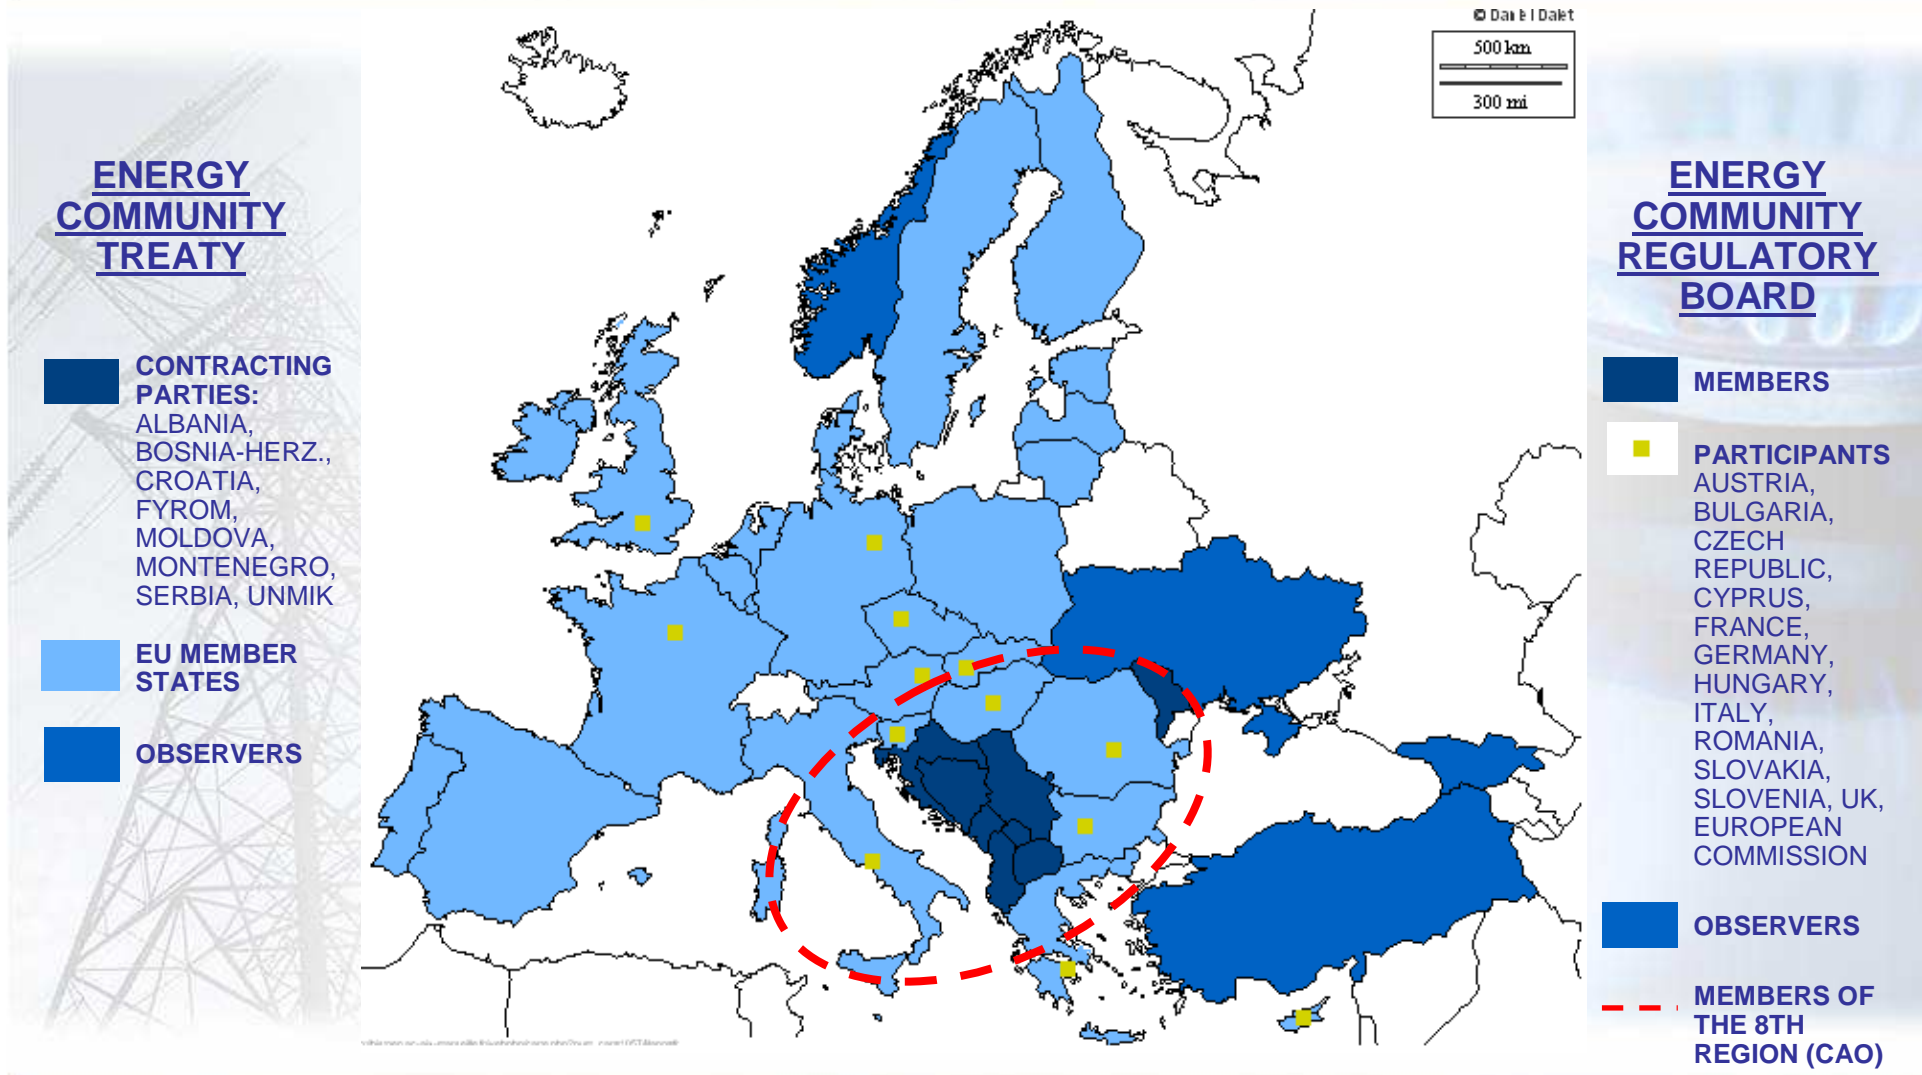 ENERGY
COMMUNITY
TREATY
CONTRACTING
PARTIES:
ALBANIA,
BOSNIA-HERZ.,
CROATIA,
FYROM,
MOLDOVA,
MONTENEGRO,
SERBIA, UNMIK
EU MEMBER
STATES
OBSERVERS
© Daniel Dalet
500 km
300 mi
ENERGY
COMMUNITY
REGULATORY
BOARD
MEMBERS
PARTICIPANTS
AUSTRIA,
BULGARIA,
CZECH
REPUBLIC,
CYPRUS,
FRANCE,
GERMANY,
HUNGARY,
ITALY,
ROMANIA,
SLOVAKIA,
SLOVENIA, UK,
EUROPEAN
COMMISSION
OBSERVERS
MEMBERS OF
THE 8TH
REGION (CAO)